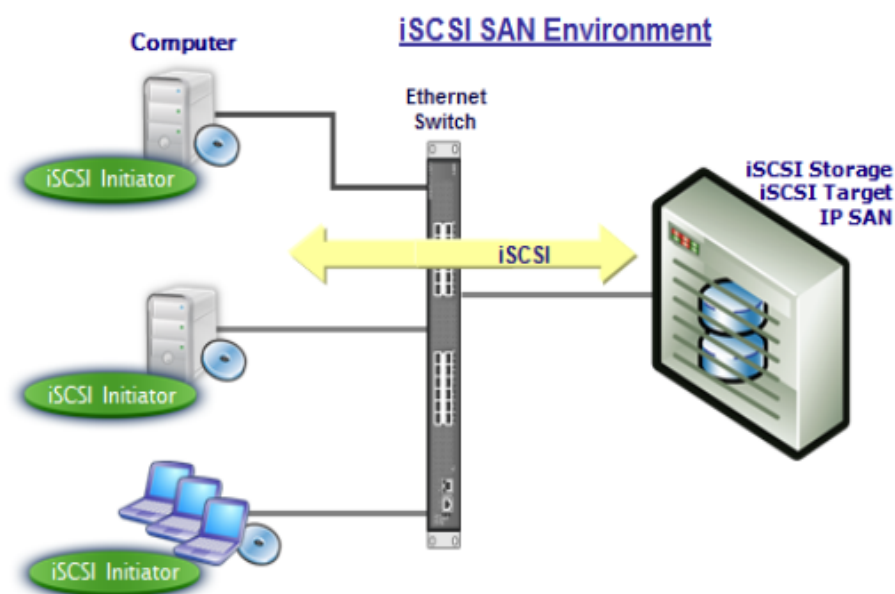 iSCSI SAN Environment
Computer
Ethernet
Switch
iSCSI Initiator
iSCSI Storage
iSCSI Target
IP SAN
iSCSI
iSCSI Initiator
iSCSI Initiator